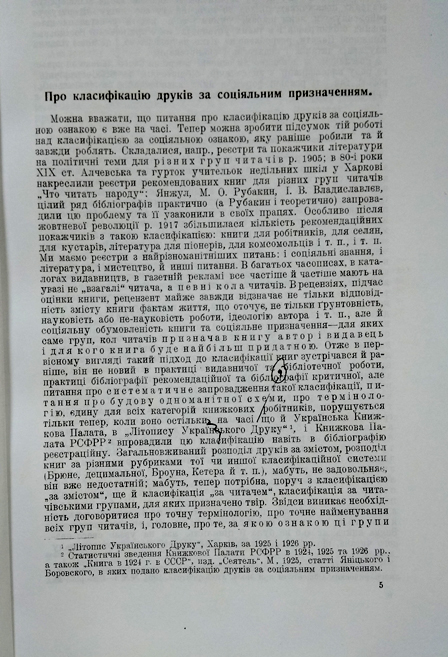 Про класифікацію друків за соціяльним призначенням.
Можна вважати, що питання про класифікацію друків за соціяль-
ною ознакою є вже на часі. Тепер можна зробити підсумок тій роботі
над класифікацією за соціяльною ознакою, яку раніше робили та й
завжди роблять. Складалися, напр., реєстри та покажчики літератури
на політичні теми для різних груп читачів р. 1905; в 80-і роки
XIX ст. Алчевська та гурток учительок недільних шкіл у Харкові
накреслили реєстри рекомендованих книг для різних груп читачів
„Что читать народу“; Янжул, М. О. Рубакин, І. В. Владиславлєв,
цілий ряд бібліографів практично (а Рубакин і теоретично) запрова-
дили цю проблему та її узаконили в своїх працях. Особливо після
жовтневої революції р. 1917 збільшилася кількість рекомендаційних
покажчиків з такою класифікацією: книги для робітників, для селян,
для кустарів, література для піонерів, для комсомольців і т. п., і т. п.
Ми маємо реєстри з найрізноманітніших питань: і соціяльні знання, і
література, і мистецтво, й инші питання. В багатьох часописах, в ката-
логах видавництв, в газетній рекламі все частіше й частіше мають на
увазі не „взагалі“ читача, а певні кола читачів. В рецензіях, підчас
оцінки книги, рецензент майже завжди відзначає не тільки відповід-
ність змісту книги фактам життя, що оточує, не тільки ґрунтовність,
науковість або не-науковість роботи, ідеологію автора і т. п., але й
соціяльну обумовленість книги та соціяльне призначення—для яких
саме груп, кол читачів призначав книгу автор і видавець
і для кого книга буде найбільш придатною. Отже в пер-
вісному вигляді такий підхід до класифікації книг зустрічався й ра-
ніше, він не новий в практиці видавничої та бібліотечної роботи,
практиці бібліографії рекомендаційної та бібліографії критичної, але
питання про систематичне запровадження такої класифікації, пи-
тання про будову одноманітної схеми, про терміноло-
гію, єдину для всіх категорій книжкових робітників, порушується
тільки тепер, коли воно остільки на часі, що й Українська Книж-
кова Палата, в „Літопису Українського Друку“¹, і Книжкова Па-
лата РСФРР² впровадили цю класифікацію навіть в бібліографію
реєстраційну. Загальновживаний розподіл друків за змістом, розподіл
книг за різними рубриками тої чи иншої класифікаційної системи
(Брюне, децимальної, Броуна, Кетера й т. п.), мабуть, не задовольняє,
він вже недостатній; мабуть, тепер потрібна, поруч з класифікацією
„за змістом“, ще й класифікація „за читачем“, класифікація за чита-
чівськими групами, для яких призначено твір. Звідси виникає необхід-
ність договоритися про точну термінологію, про точне найменування
всіх груп читачів, і, головне, про те, за якою ознакою ці групи
¹ „Літопис Українського Друку“, Харків, за 1925 і 1926 рр.
² Статистичні зведення Книжкової Палати РСФРР в 1924, 1925 та 1926 рр.,
а також „Книга в 1924 г. в СССР“, изд. „Сеятель“, М., 1925, статті Яніцького і
Боровского, в яких подано класифікацію друків за соціяльним призначенням.
5